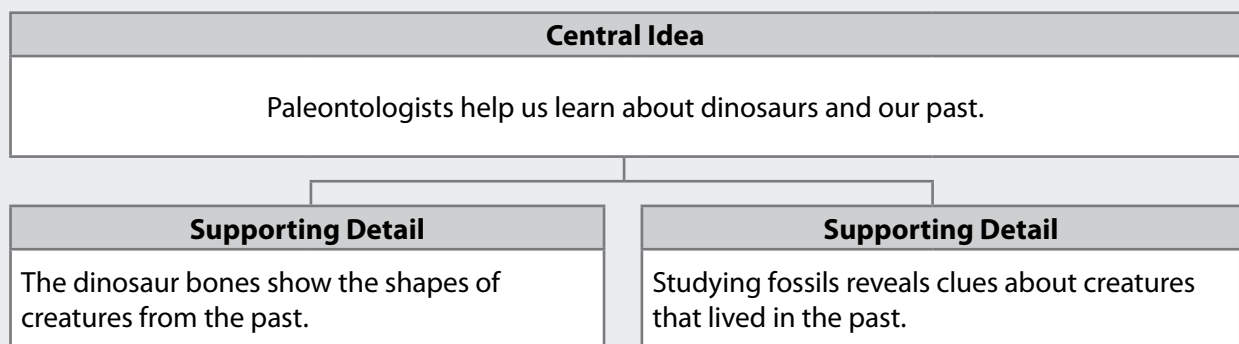 Central Idea
Paleontologists help us learn about dinosaurs and our past.
Supporting Detail
The dinosaur bones show the shapes of
creatures from the past.
Supporting Detail
Studying fossils reveals clues about creatures
that lived in the past.